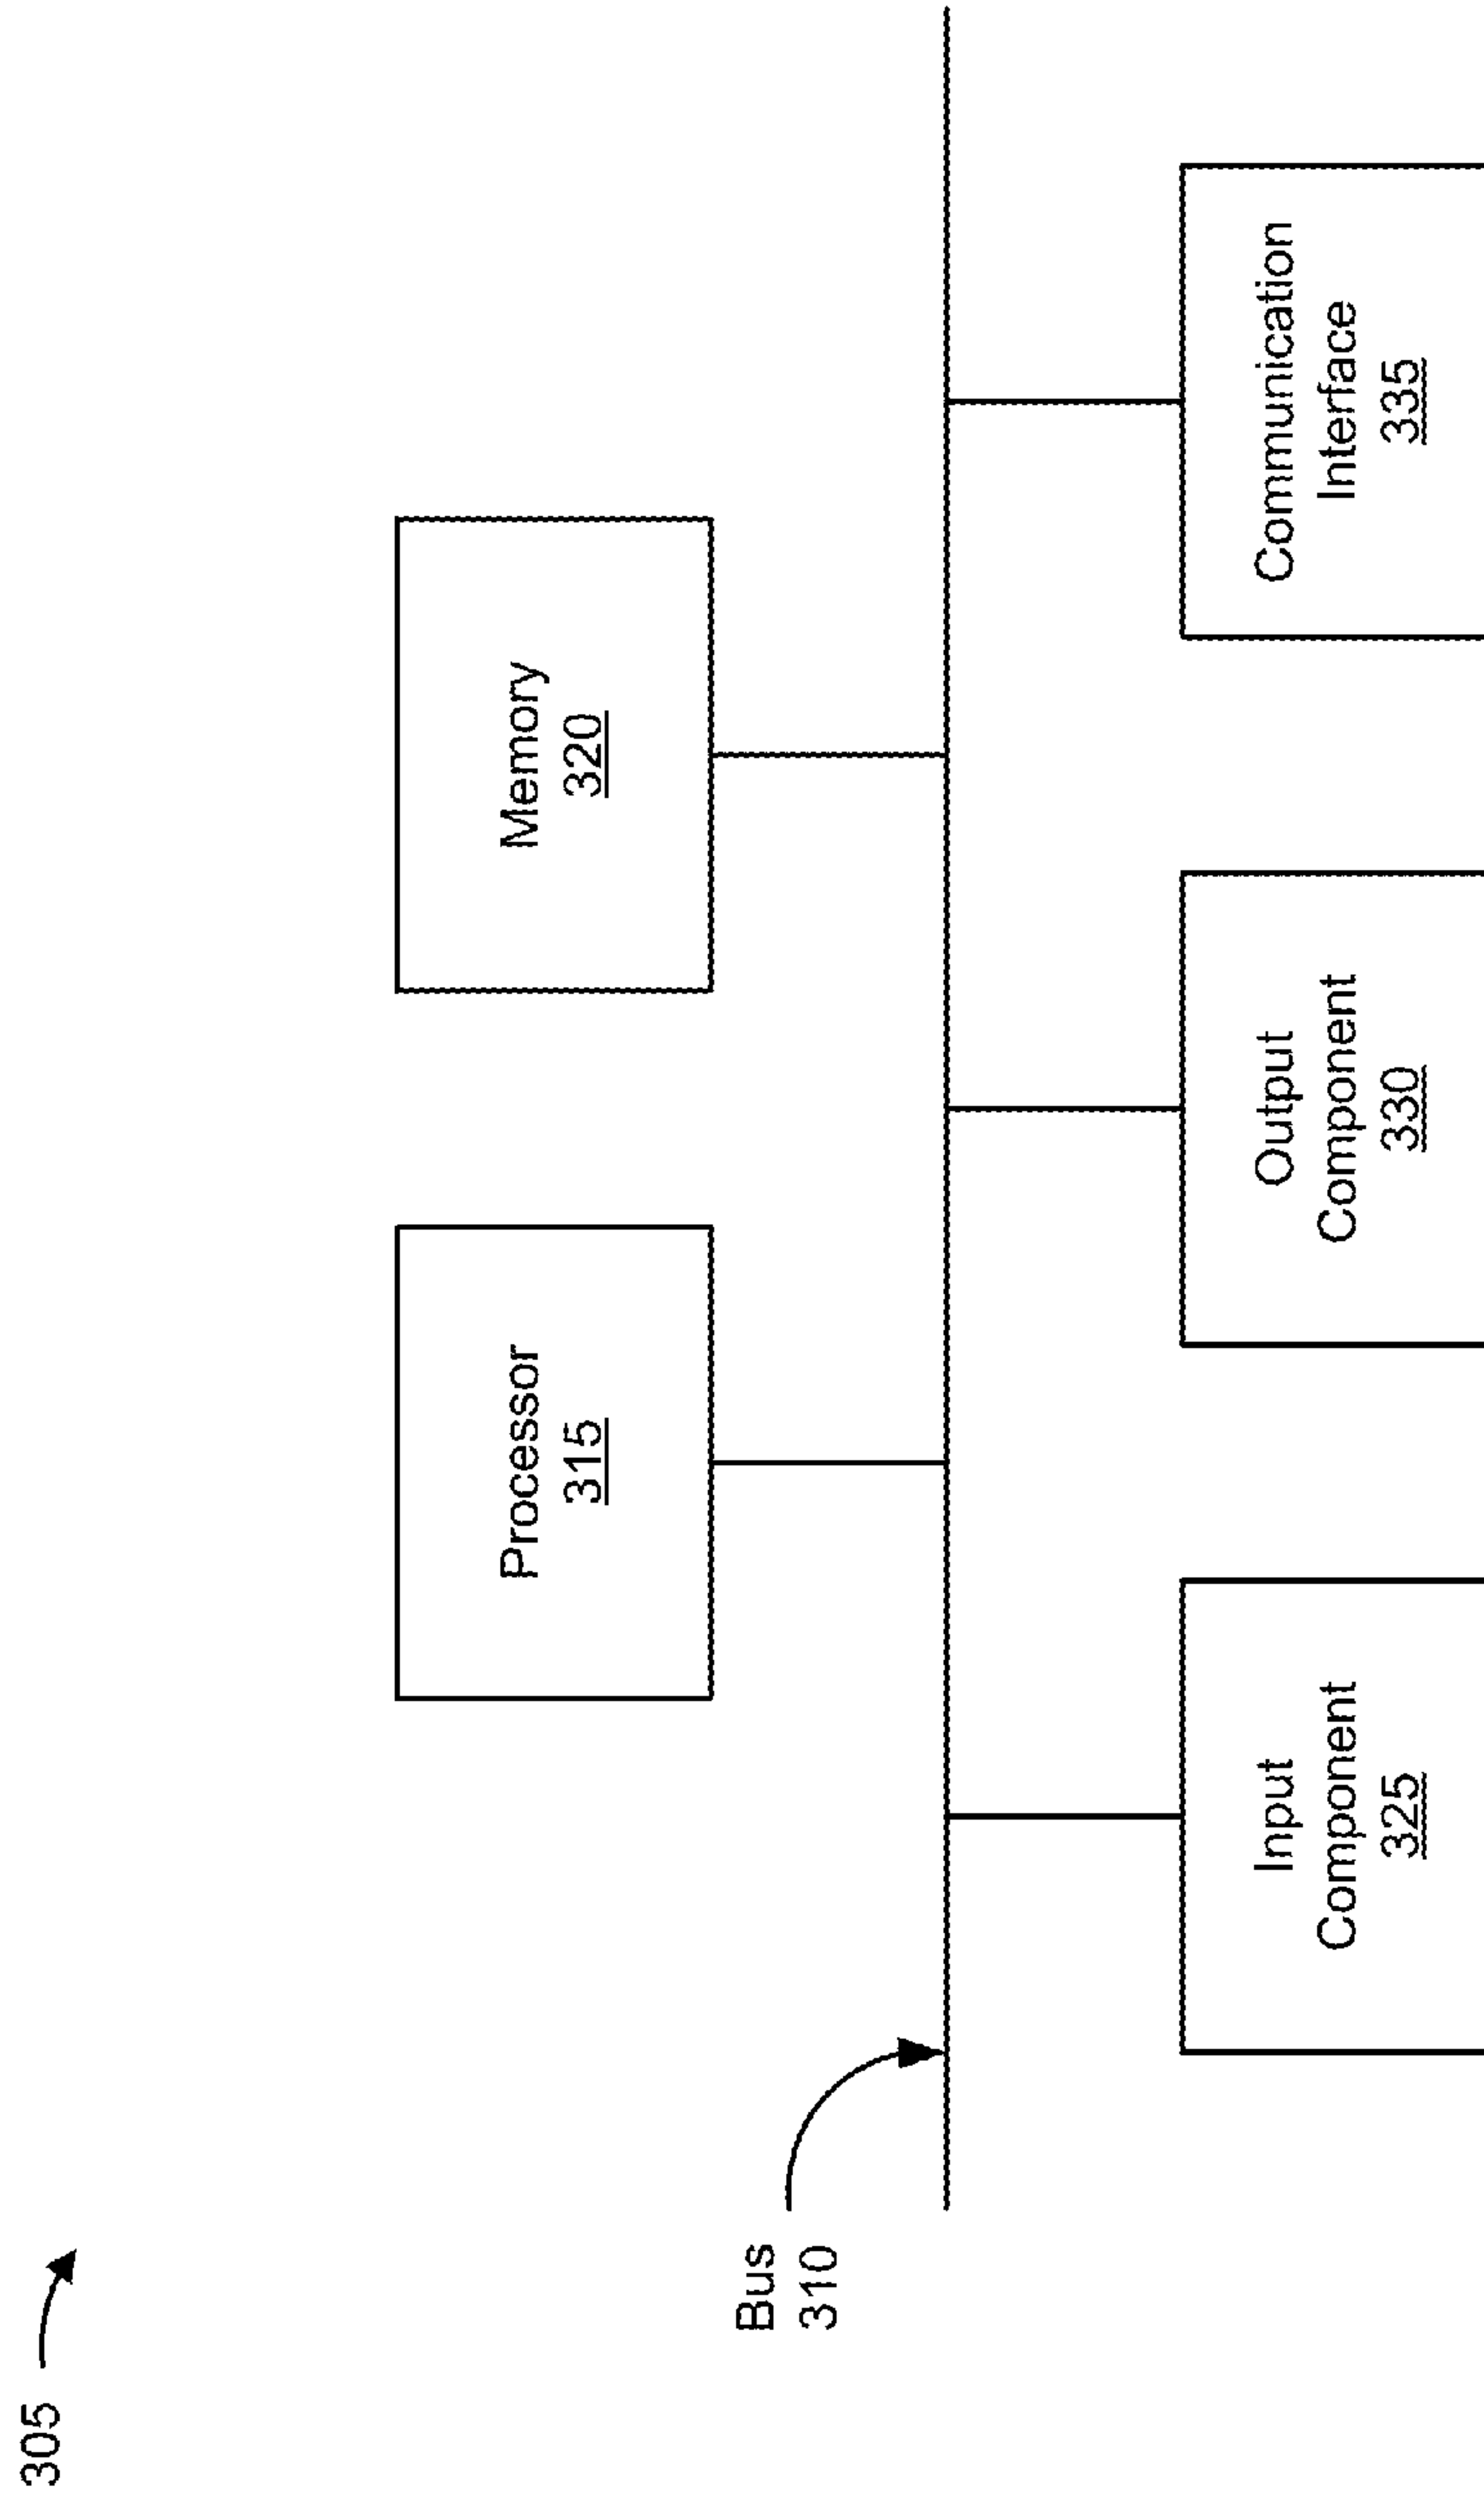 305
Processor
315
Memory
320
Bus
310
Input
Component
325
Output
Component
330
Communication
Interface
335